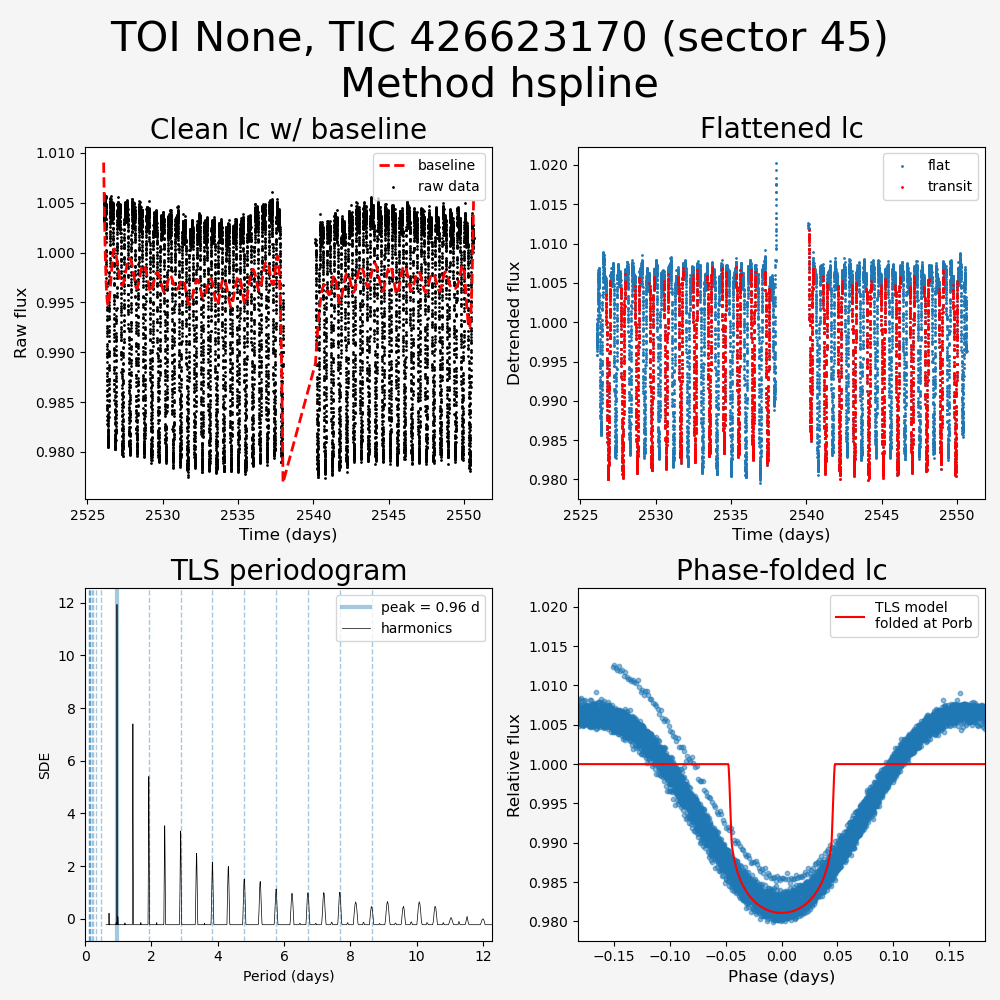 TOI None, TIC 426623170 (sector 45)
Method hspline
Clean lc w/ baseline
1.010
1.005
1.000
0.995
0.990
0.985
0.980
Raw flux
baseline
raw data
2525
2530
2535
2540
2545
2550
Time (days)
Flattened lc
1.020
1.015
1.010
1.005
1.000
0.995
0.990
0.985
0.980
Detrended flux
flat
transit
2525
2530
2535
2540
2545
2550
Time (days)
TLS periodogram
12
10
8
6
4
2
0
SDE
peak = 0.96 d
harmonics
0
2
4
6
8
10
12
Period (days)
Phase-folded lc
1.020
1.015
1.010
1.005
1.000
0.995
0.990
0.985
0.980
Relative flux
TLS model
folded at Porb
−0.15
−0.10
−0.05
0.00
0.05
0.10
0.15
Phase (days)